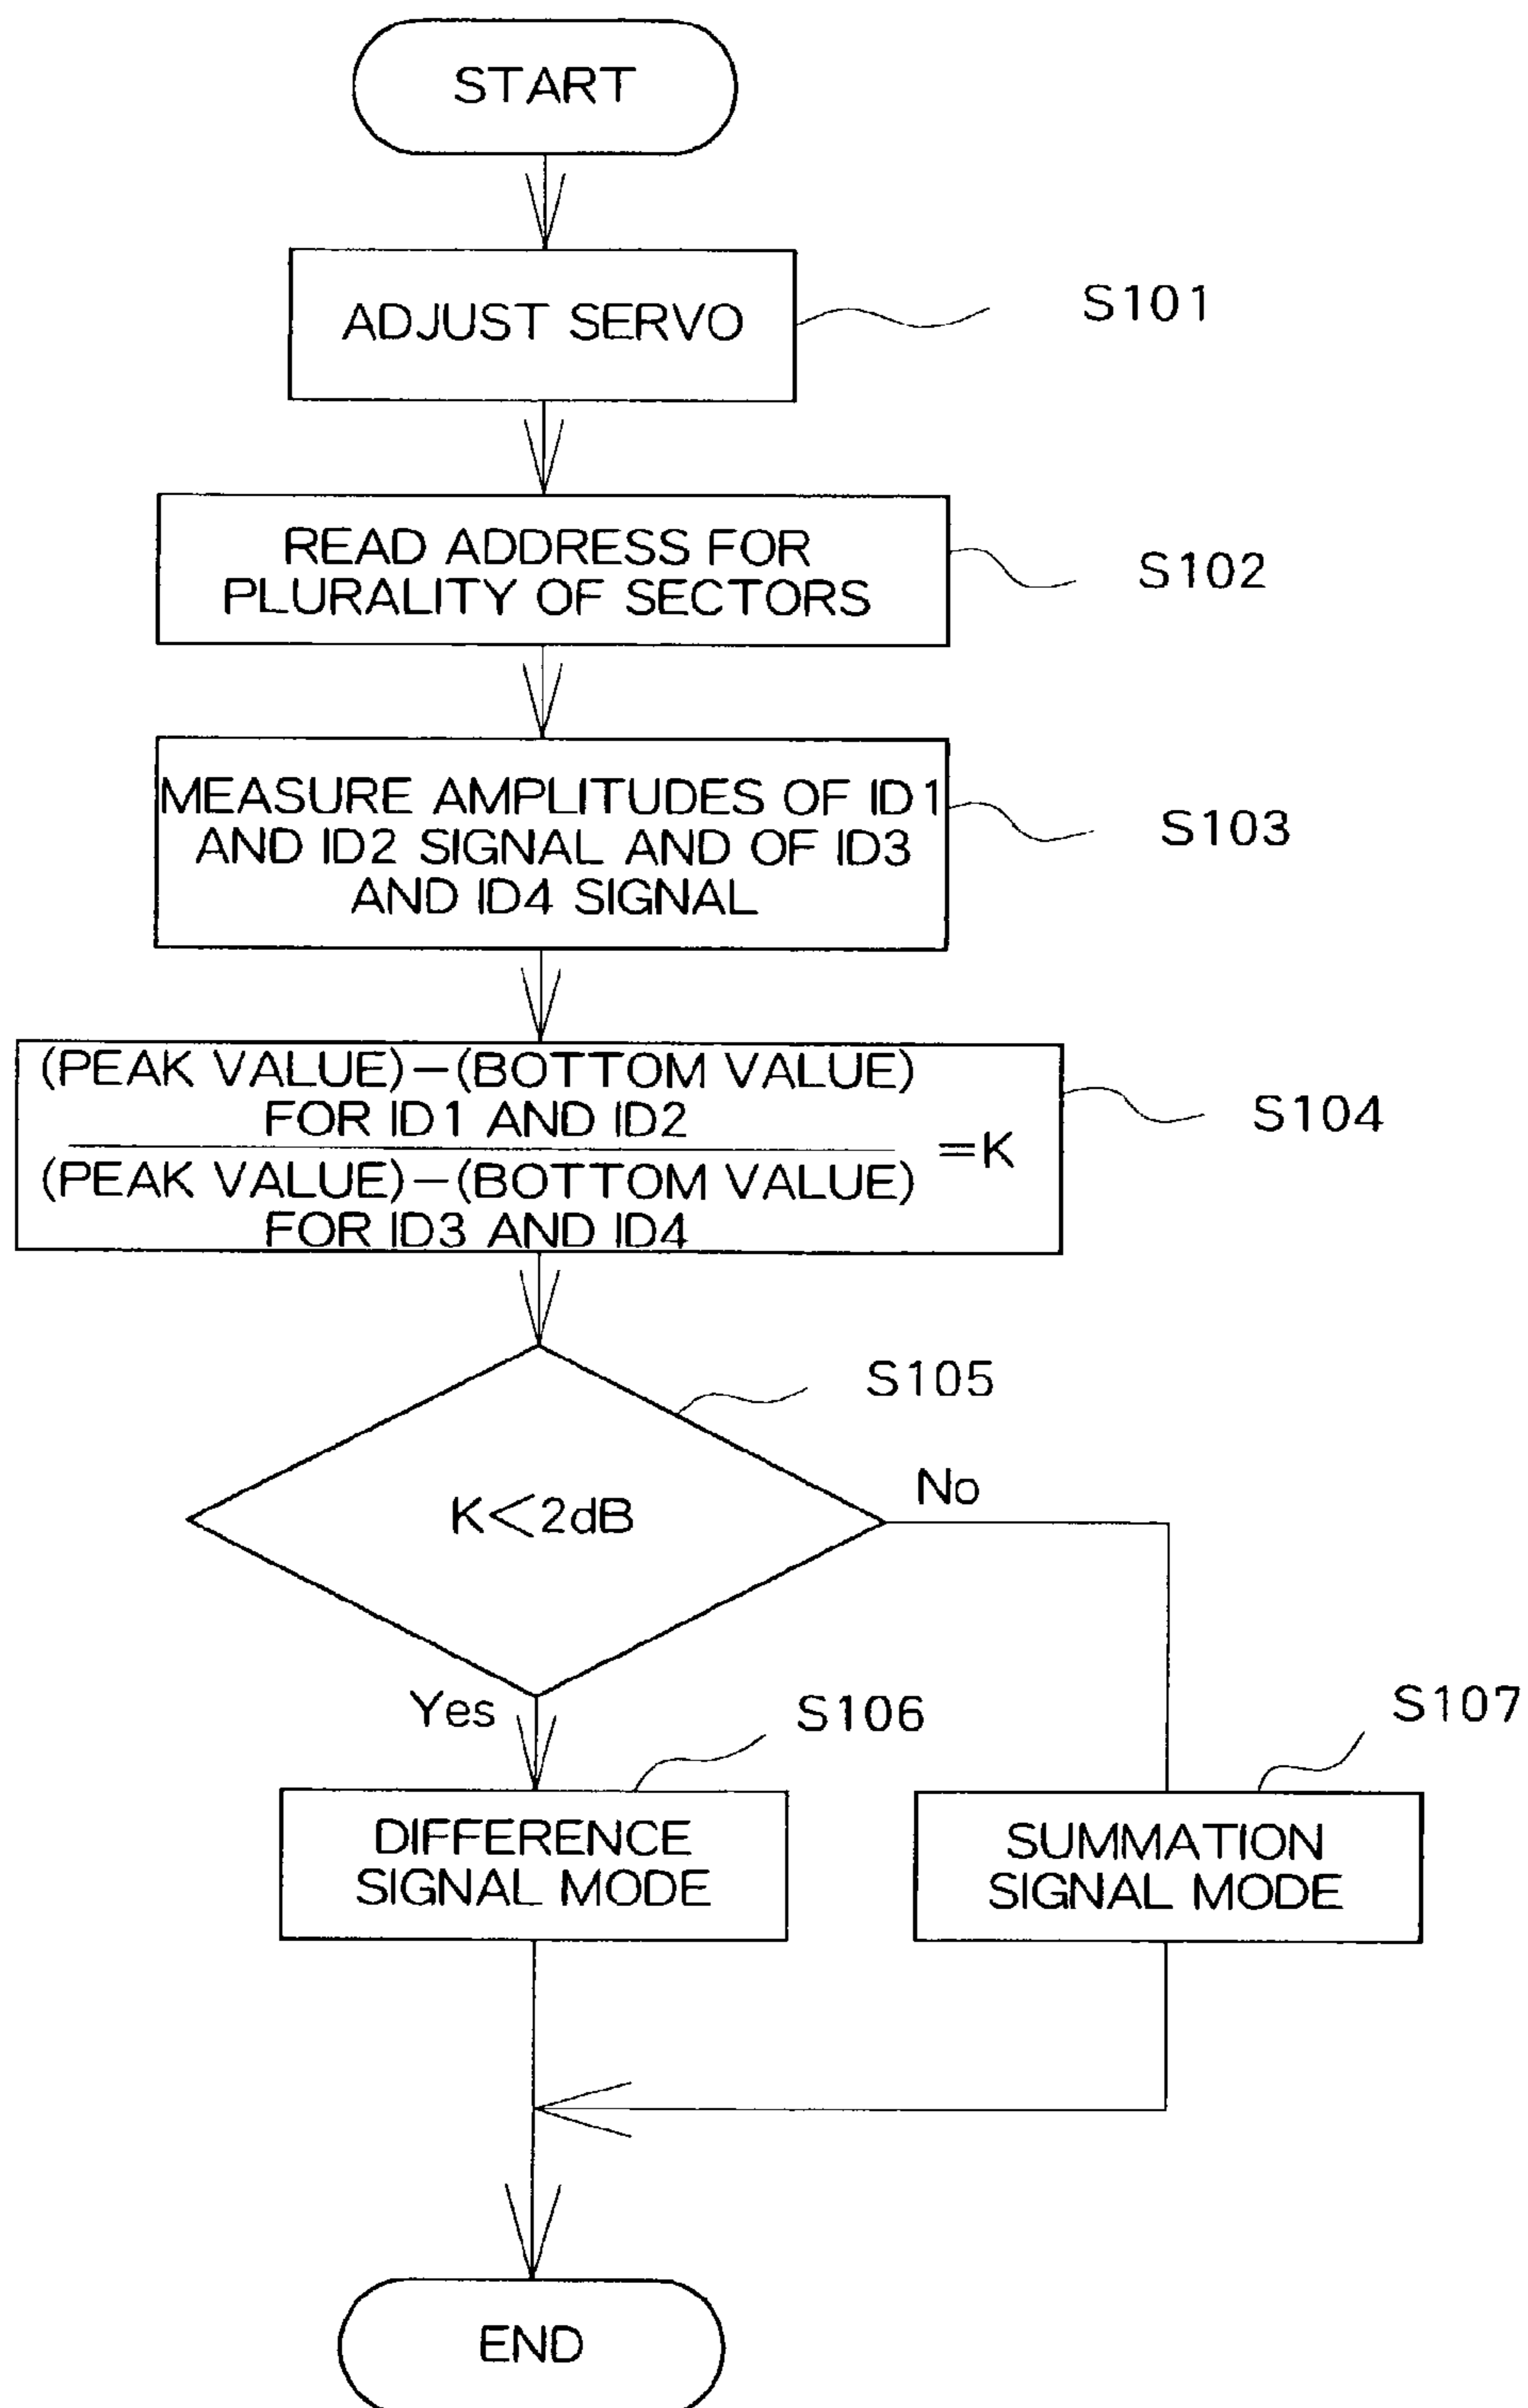 START
ADJUST SERVO
S101
READ ADDRESS FOR
PLURALITY OF SECTORS
S102
MEASURE AMPLITUDES OF ID1
AND ID2 SIGNAL AND OF ID3
AND ID4 SIGNAL
S103
(PEAK VALUE)-(BOTTOM VALUE)
FOR ID1 AND ID2
(PEAK VALUE)-(BOTTOM VALUE)
FOR ID3 AND ID4
=K
S104
S105
K<2dB
No
Yes
S106
S107
DIFFERENCE
SIGNAL MODE
SUMMATION
SIGNAL MODE
END